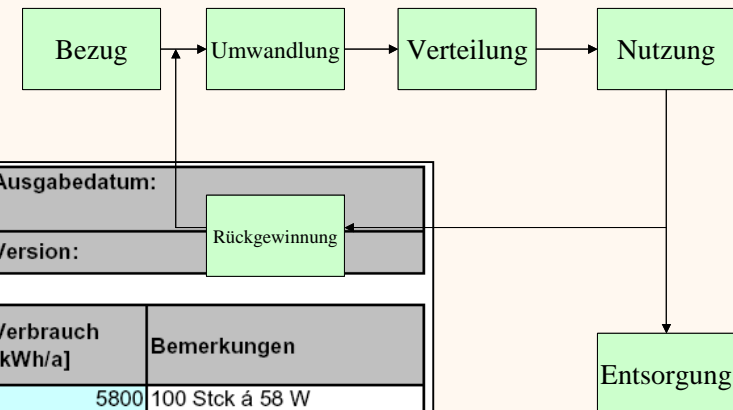 Bezug
Umwandlung
Verteilung
Nutzung
Ausgabedatum:
Rückgewinnung
Version:
Verbrauch
kWh/a]
Bemerkungen
Entsorgung
5800
100 Stck á 58 W